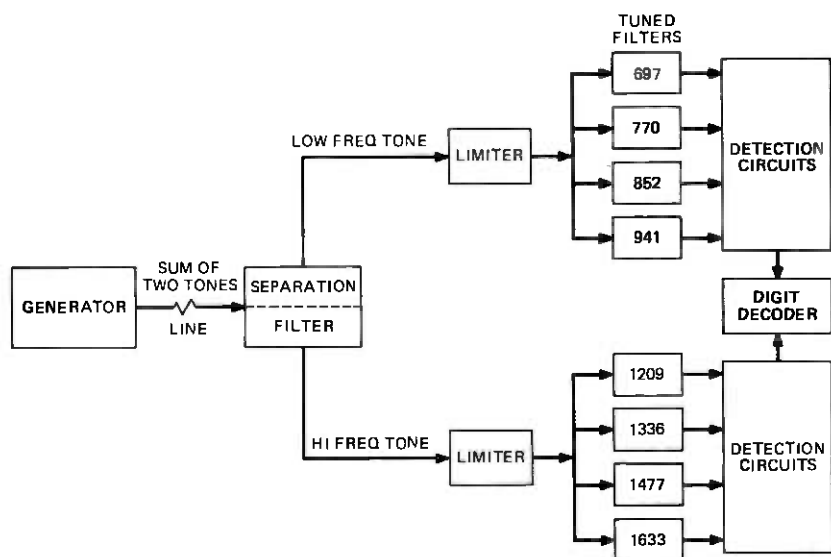 TUNED
FILTERS
697
770
852
941
DETECTION
CIRCUITS
LOW FREQ TONE
LIMITER
GENERATOR
SUM OF
TWO TONES
LINE
SEPARATION
FILTER
DIGIT
DECODER
HI FREQ TONE
LIMITER
1209
1336
1477
1633
DETECTION
CIRCUITS